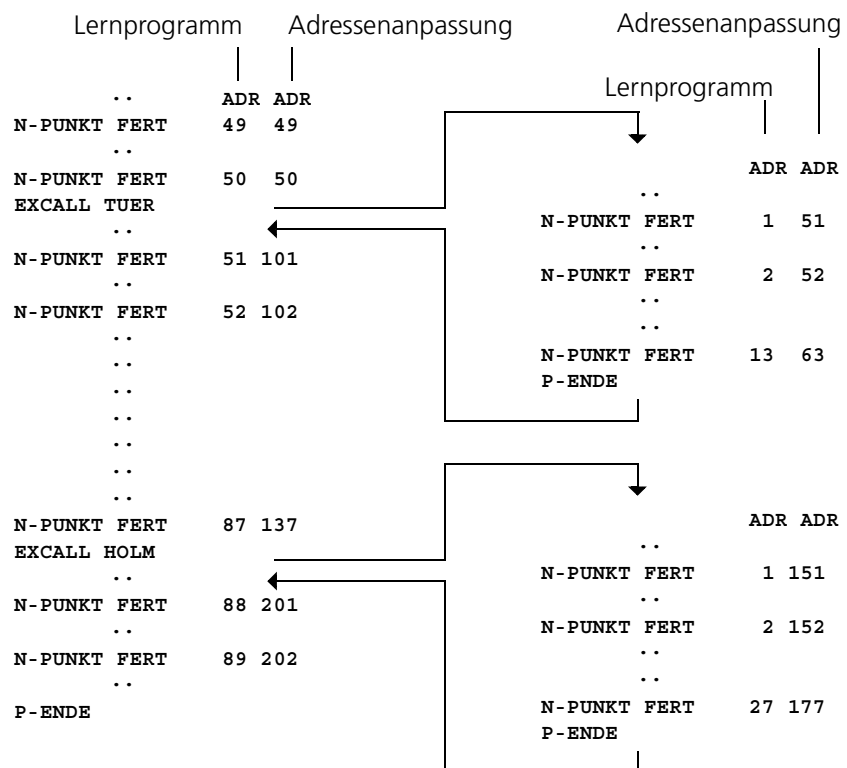 Lernprogramm Adressenanpassung
.. ADR ADR
N-PUNKT FERT 49 49
..
N-PUNKT FERT 50 50
EXCALL TUER
..
N-PUNKT FERT 51 101
..
N-PUNKT FERT 52 102
..
..
..
..
..
..
..
N-PUNKT FERT 87 137
EXCALL HOLM
..
N-PUNKT FERT 88 201
..
N-PUNKT FERT 89 202
..
P-ENDE
Adressenanpassung
Lernprogramm
ADR ADR
..
N-PUNKT FERT 1 51
..
N-PUNKT FERT 2 52
..
..
N-PUNKT FERT 13 63
P-ENDE
ADR ADR
..
N-PUNKT FERT 1 151
..
N-PUNKT FERT 2 152
..
..
N-PUNKT FERT 27 177
P-ENDE